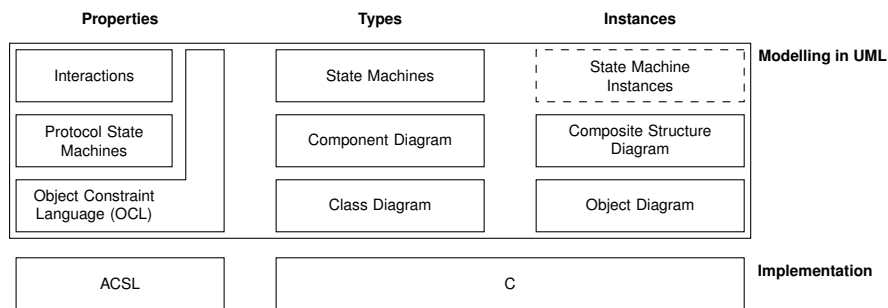 Properties
Types
Instances
Modelling in UML
Interactions
State Machines
State Machine
Instances
Protocol State
Machines
Component Diagram
Composite Structure
Diagram
Object Constraint
Language (OCL)
Class Diagram
Object Diagram
Implementation
ACSL
C